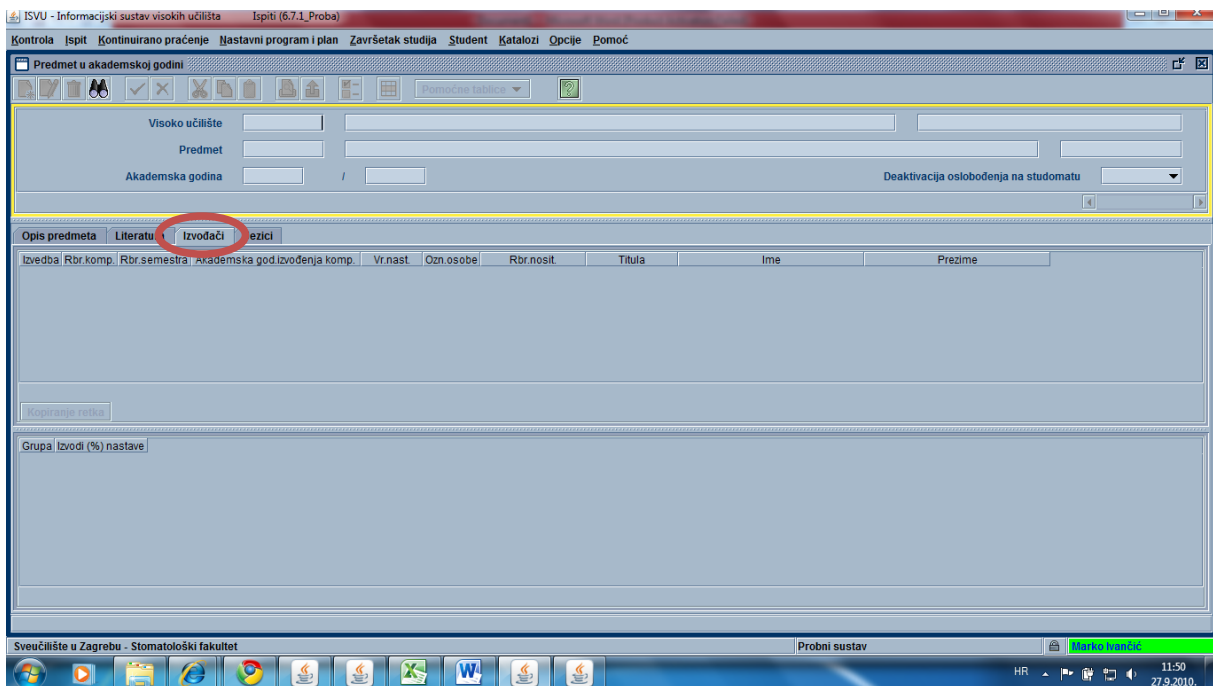 ISVU - Informacijski sustav visokih učilišta Ispiti (6.7.1_Proba)
Kontrola Ispit Kontinuirano praćenje Nastavni program i plan Završetak studija Student Katalozi Opcije Pomoć
Predmet u akademskoj godini
Pomoćne tablice
Visoko učilište
Predmet
Akademska godina / Deaktivacija oslobođenja na studomatu
Opis predmeta Izvođači
Izvedba Rbr.komp. Rbr.semestra Akademska god.izvođenja komp. Vr.nast. Ozn.osobe Rbr.nosit. Titula Ime Prezime
Kopiranje retka
Grupa Izvodi (%) nastave
Sveučilište u Zagrebu - Stomatološki fakultet Probni sustav Marko Ivančić
HR 11:50
27.9.2010.